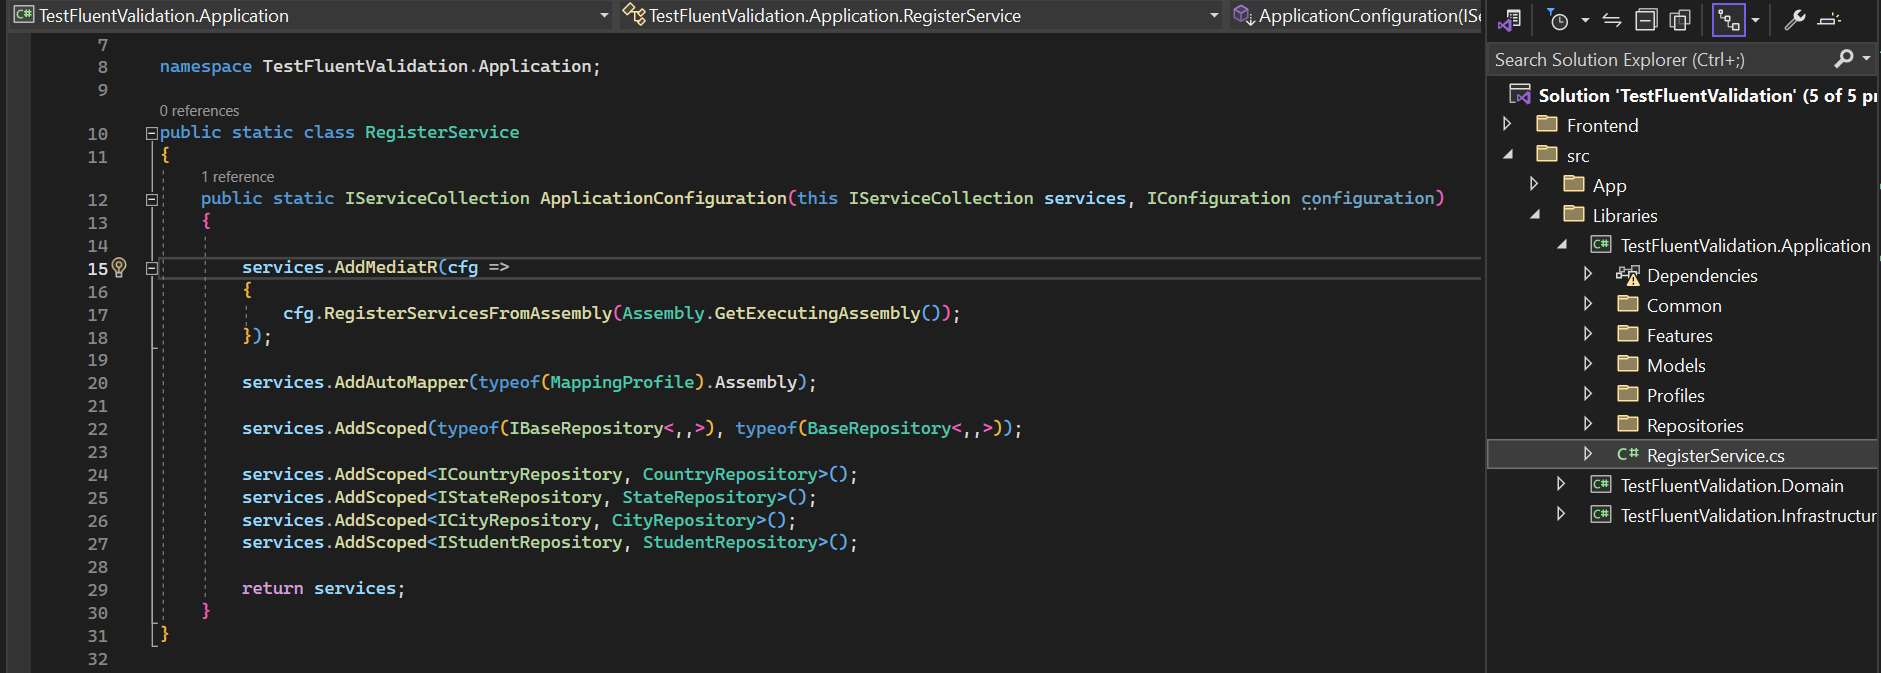 TestFluentValidation.Application
TestFluentValidation.Application.RegisterService
ApplicationConfiguration(ISe
7
8 namespace TestFluentValidation.Application;
9
0 references
10 public static class RegisterService
11 {
1 reference
12 public static IServiceCollection ApplicationConfiguration(this IServiceCollection services, IConfiguration configuration)
13 {
14
15 services.AddMediatR(cfg =>
16 {
17 cfg.RegisterServicesFromAssembly(Assembly.GetExecutingAssembly());
18 });
19
20 services.AddAutoMapper(typeof(MappingProfile).Assembly);
21
22 services.AddScoped(typeof(IBaseRepository<,,>), typeof(BaseRepository<,,>));
23
24 services.AddScoped<ICountryRepository, CountryRepository>();
25 services.AddScoped<IStateRepository, StateRepository>();
26 services.AddScoped<ICityRepository, CityRepository>();
27 services.AddScoped<IStudentRepository, StudentRepository>();
28
29 return services;
30 }
31 }
32
Search Solution Explorer (Ctrl+;)
Solution 'TestFluentValidation' (5 of 5 p
Frontend
src
App
Libraries
C# TestFluentValidation.Application
Dependencies
Common
Features
Models
Profiles
Repositories
C# RegisterService.cs
C# TestFluentValidation.Domain
C# TestFluentValidation.Infrastructur